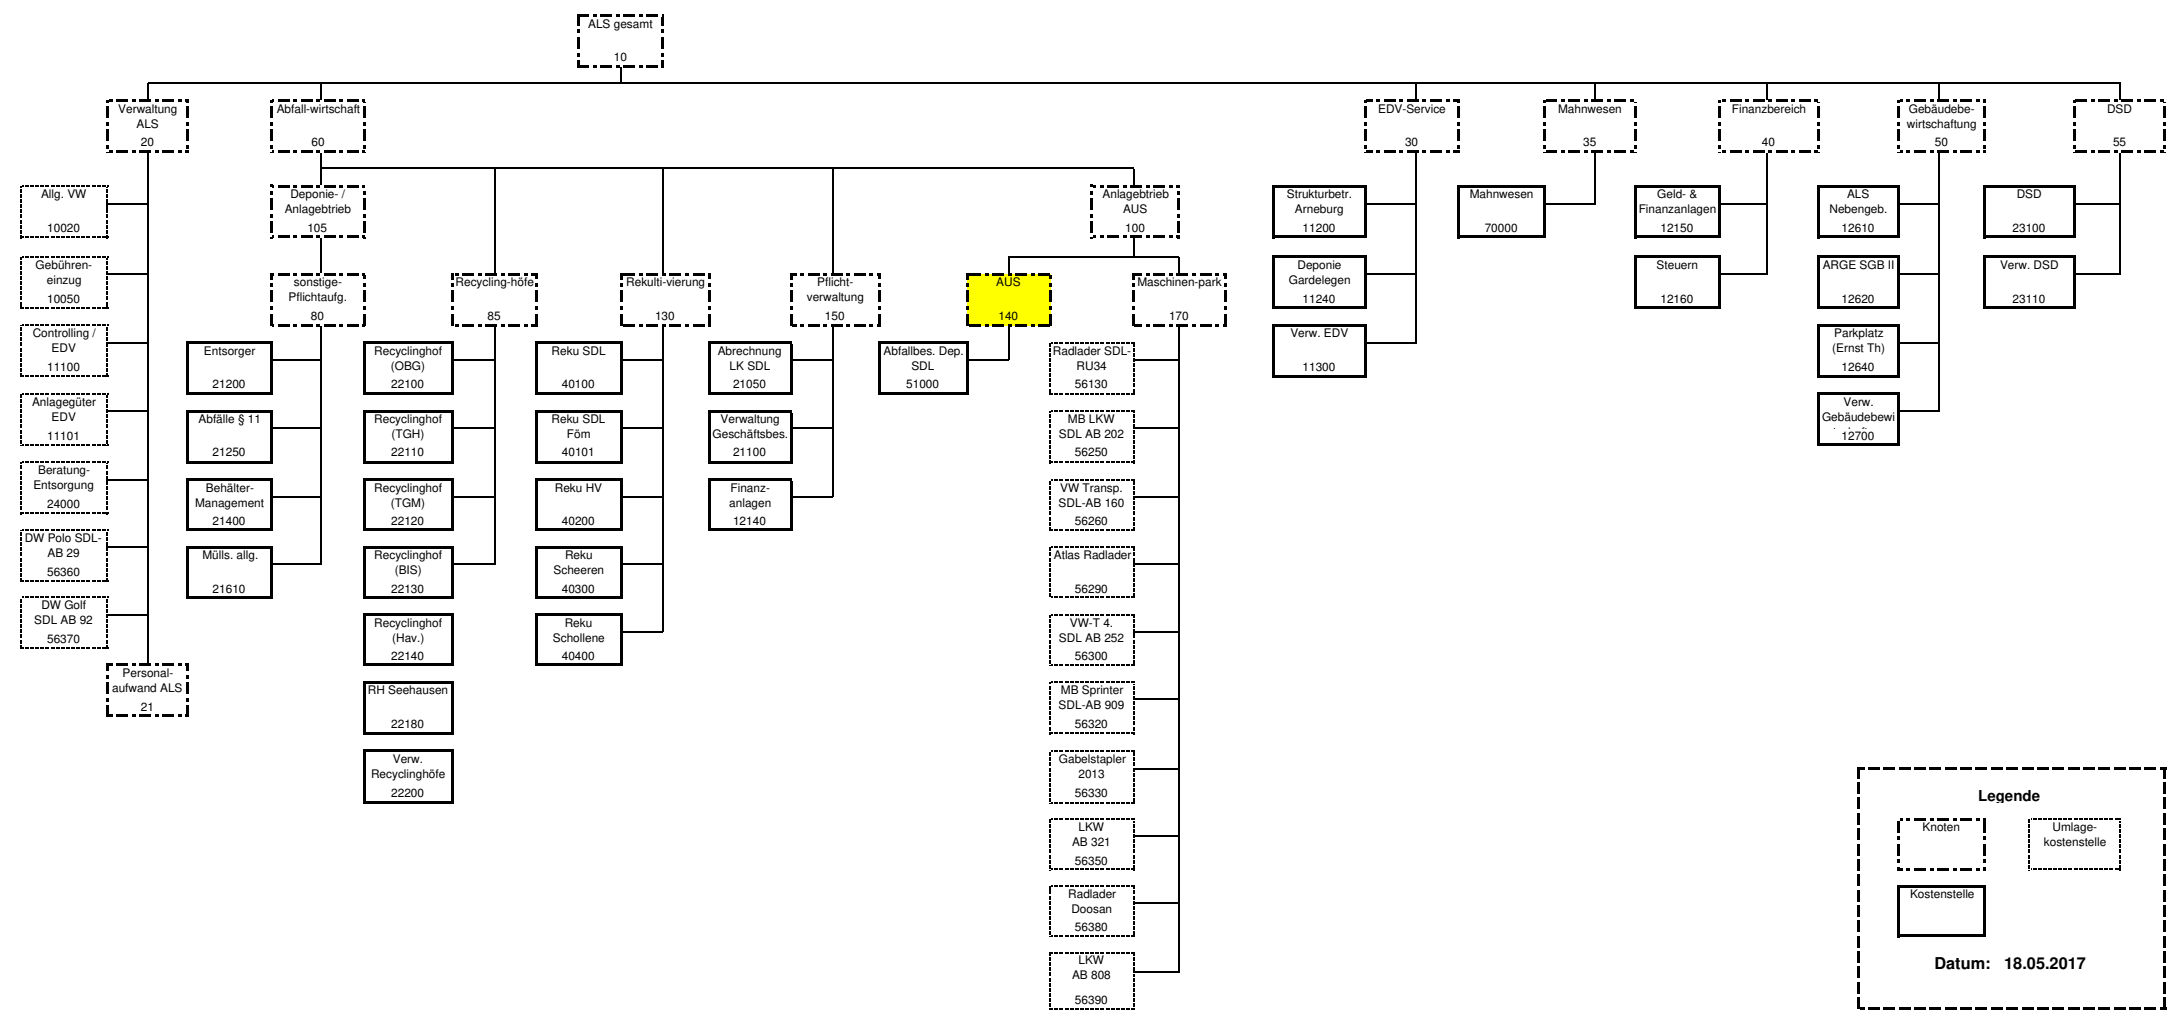 ALS gesamt
10
Verwaltung
ALS
20
Abfall-wirtschaft
60
EDV-Service
30
Mahnwesen
35
Finanzbereich
40
Gebäudebe-
wirtschaftung
50
DSD
55
Allg. VW
10020
Gebühren-
einzug
10050
Controlling /
EDV
11100
Anlagegüter
EDV
11101
Beratung-
Entsorgung
24000
DW Polo SDL-
AB 29
56360
DW Golf
SDL AB 92
56370
Personal-
aufwand ALS
21
Deponie- /
Anlagebtrieb
105
sonstige-
Pflichtaufg.
80
Entsorger
21200
Abfälle § 11
21250
Behälter-
Management
21400
Mülls. allg.
21610
Recycling-höfe
85
Recyclinghof
(OBG)
22100
Recyclinghof
(TGH)
22110
Recyclinghof
(TGM)
22120
Recyclinghof
(BIS)
22130
Recyclinghof
(Hav.)
22140
RH Seehausen
22180
Verw.
Recyclinghöfe
22200
Rekulti-vierung
130
Reku SDL
40100
Reku SDL
Föm
40101
Reku HV
40200
Reku
Scheeren
40300
Reku
Schollene
40400
Pflicht-
verwaltung
150
Abrechnung
LK SDL
21050
Verwaltung
Geschäftsbes.
21100
Finanz-
anlagen
12140
Anlagebtrieb
AUS
100
AUS
140
Abfallbes. Dep.
SDL
51000
Maschinen-park
170
Radlader SDL-
RU34
56130
MB LKW
SDL AB 202
56250
VW Transp.
SDL-AB 160
56260
Atlas Radlader
56290
VW-T 4.
SDL AB 252
56300
MB Sprinter
SDL-AB 909
56320
Gabelstapler
2013
56330
LKW
AB 321
56350
Radlader
Doosan
56380
LKW
AB 808
56390
Strukturbetr.
Arneburg
11200
Deponie
Gardelegen
11240
Verw. EDV
11300
Mahnwesen
70000
Geld- &
Finanzanlagen
12150
Steuern
12160
ALS
Nebengeb.
12610
ARGE SGB II
12620
Parkplatz
(Ernst Th)
12640
Verw.
Gebäudebewi
12700
DSD
23100
Verw. DSD
23110
Legende
Knoten
Umlage-
kostenstelle
Kostenstelle
Datum: 18.05.2017